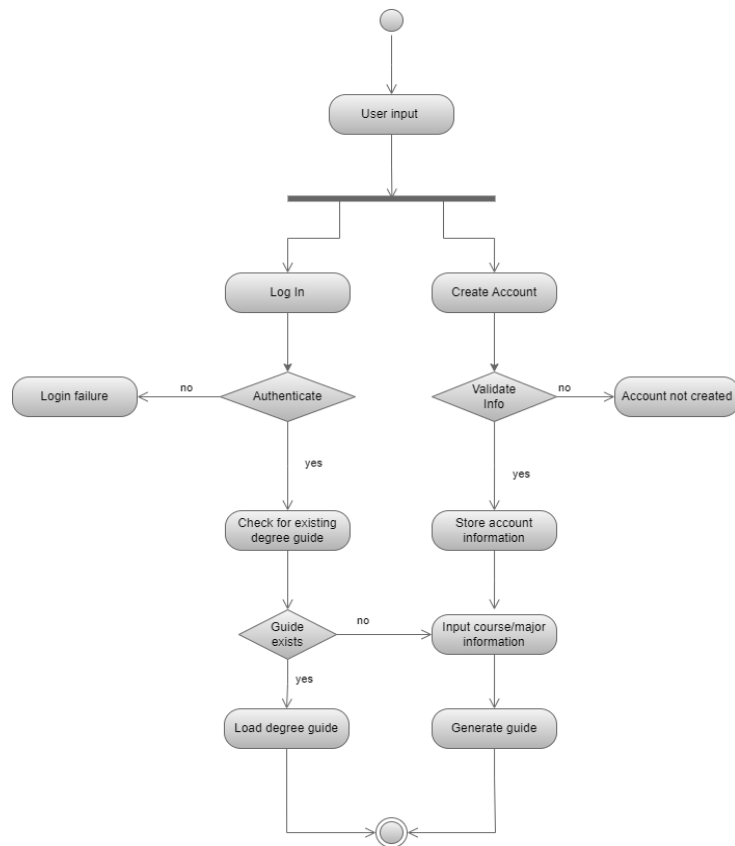 User input
Log In
Create Account
Login failure
no
Authenticate
Validate
Info
no
Account not created
yes
yes
Check for existing
degree guide
Store account
information
Guide
exists
no
Input course/major
information
yes
Load degree guide
Generate guide